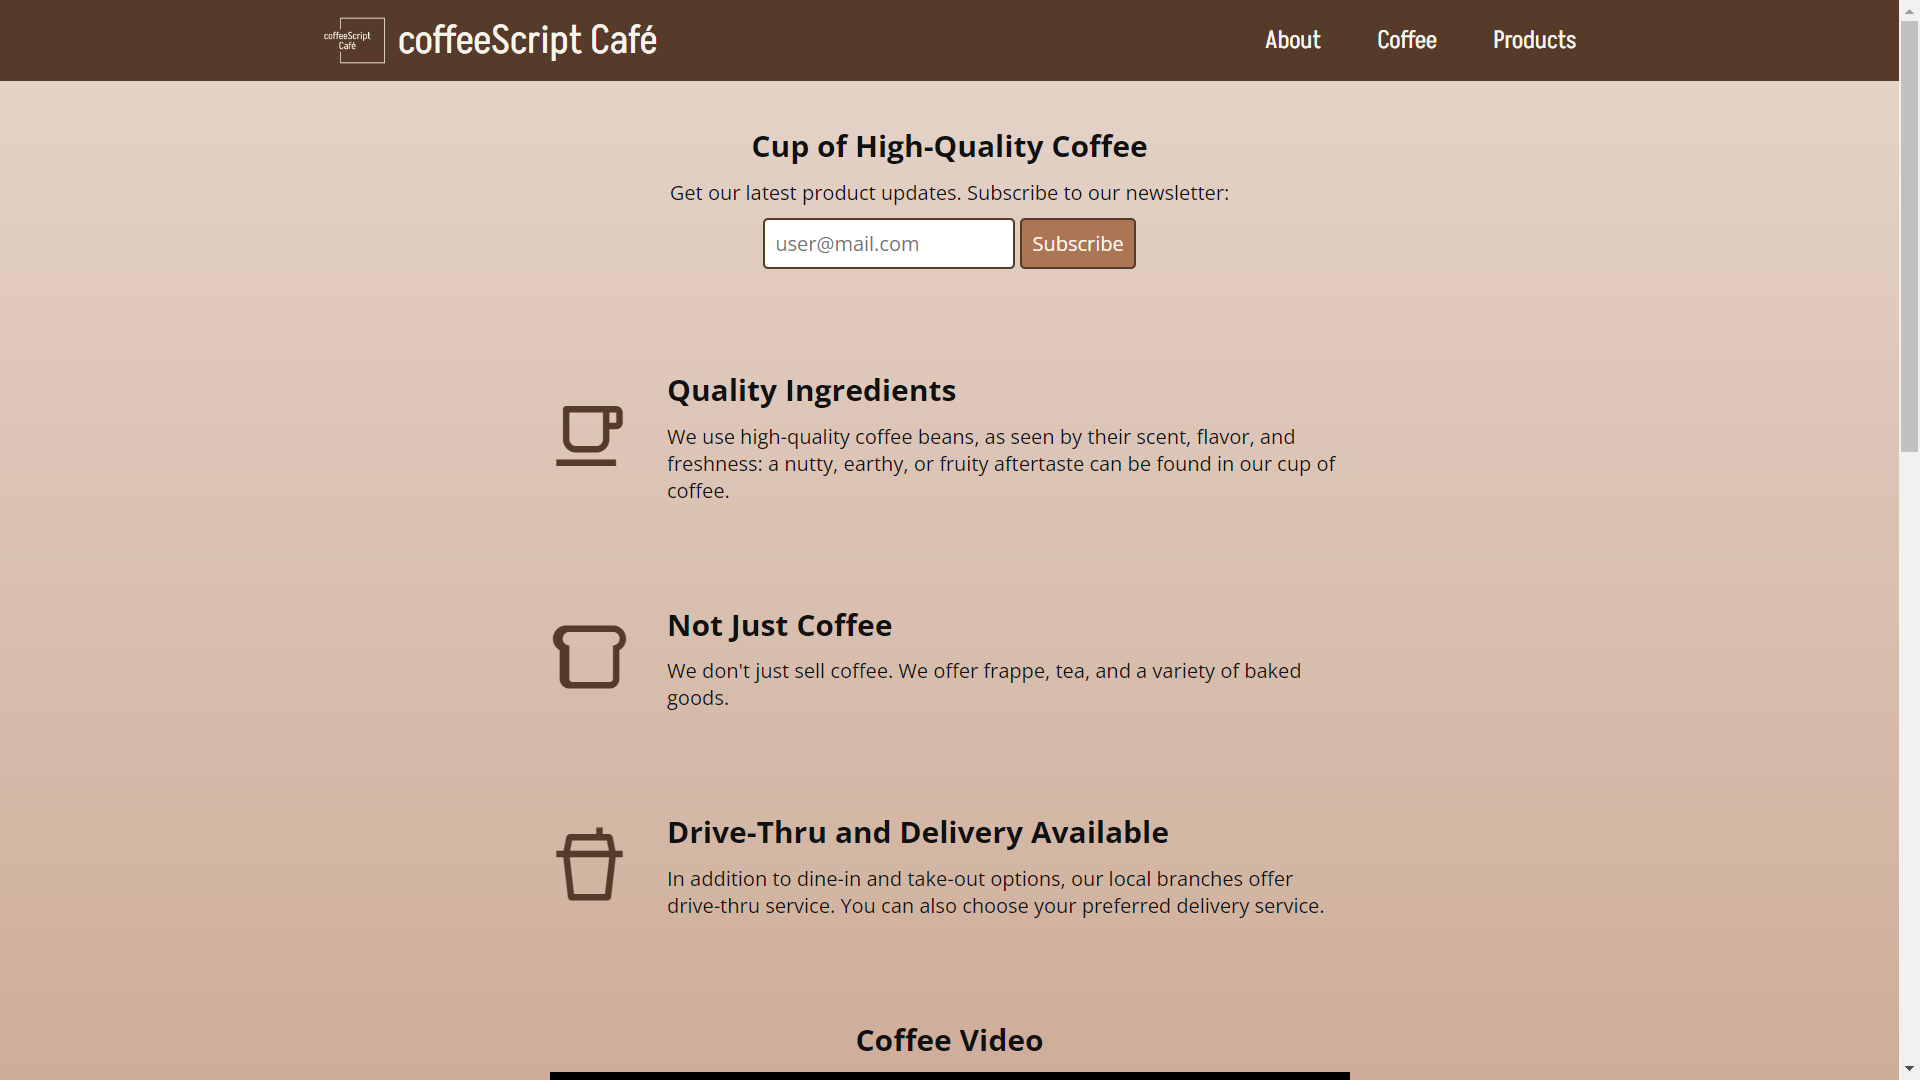 coffeeScript
Café
coffeeScript Café
About
Coffee
Products
Cup of High-Quality Coffee
Get our latest product updates. Subscribe to our newsletter:
user@mail.com
Subscribe
Quality Ingredients
We use high-quality coffee beans, as seen by their scent, flavor, and
freshness: a nutty, earthy, or fruity aftertaste can be found in our cup of
coffee.
Not Just Coffee
We don't just sell coffee. We offer frappe, tea, and a variety of baked
goods.
Drive-Thru and Delivery Available
In addition to dine-in and take-out options, our local branches offer
drive-thru service. You can also choose your preferred delivery service.
Coffee Video